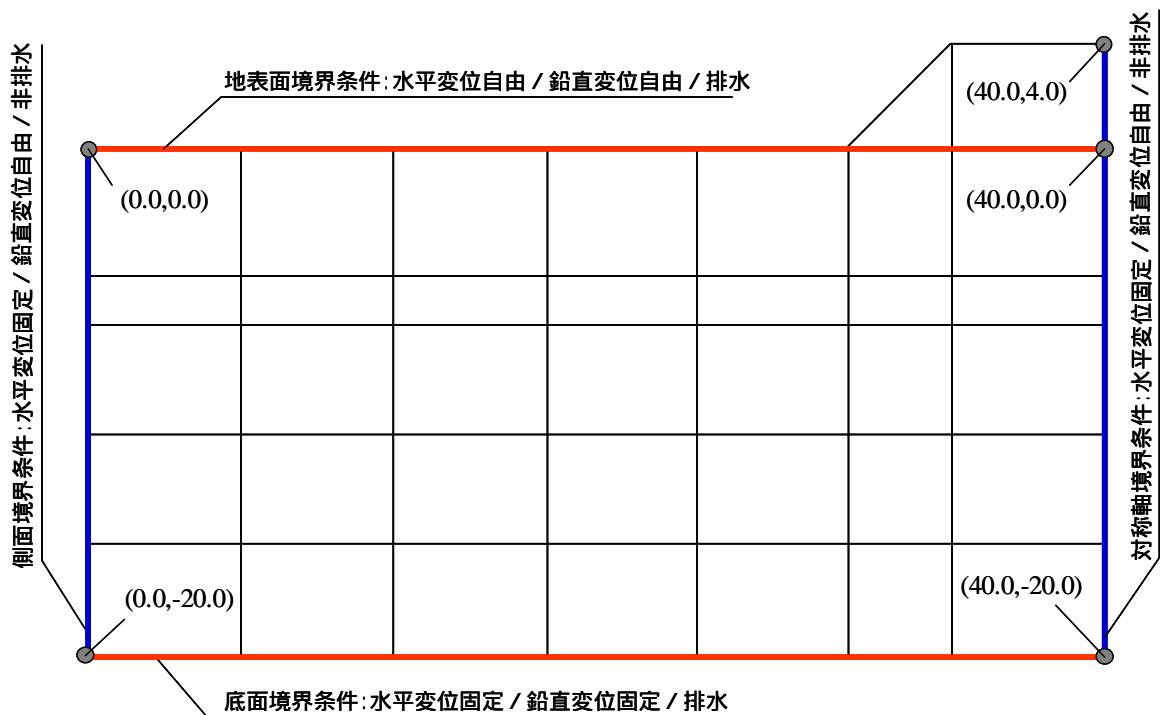 側面境界条件:水平変位固定 / 鉛直変位自由 / 非排水
地表面境界条件:水平変位自由 / 鉛直変位自由 / 排水
(40.0,4.0)
(0.0,0.0)
(40.0,0.0)
対称軸境界条件:水平変位固定 / 鉛直変位自由 / 非排水
(0.0,-20.0)
(40.0,-20.0)
底面境界条件:水平変位固定 / 鉛直変位固定 / 排水